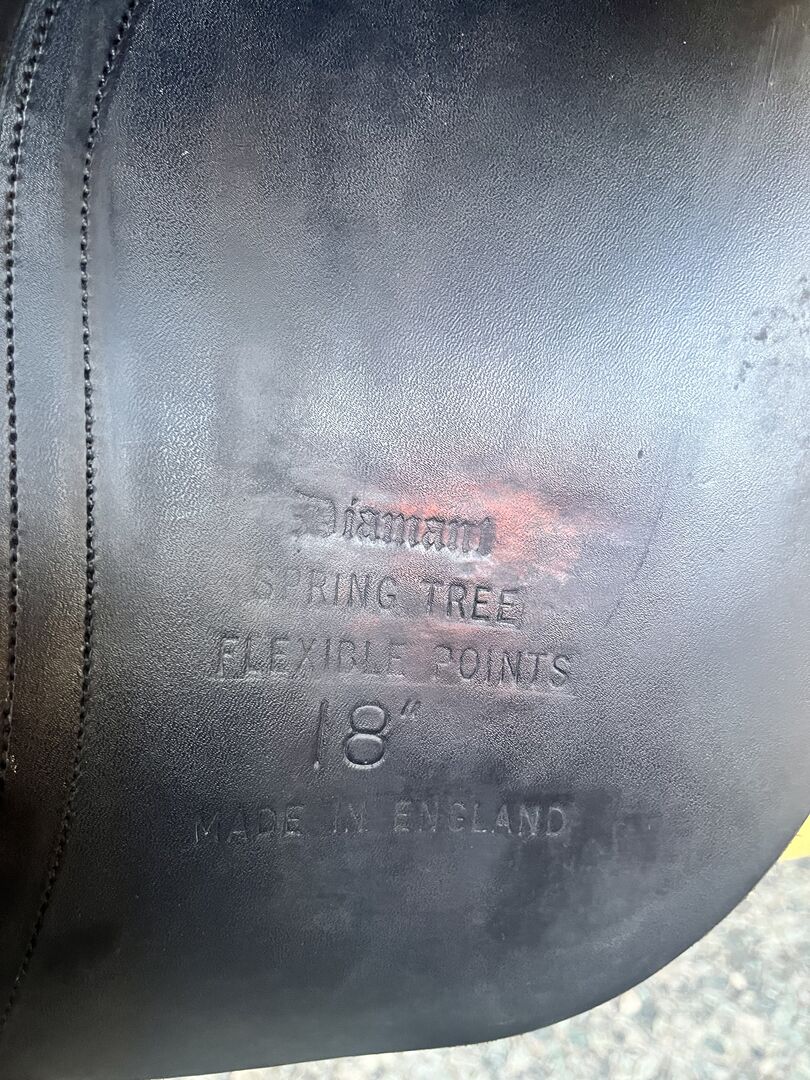 Diamant
SPRING TREE
FLEXIBLE POINTS
18"
MADE IN ENGLAND